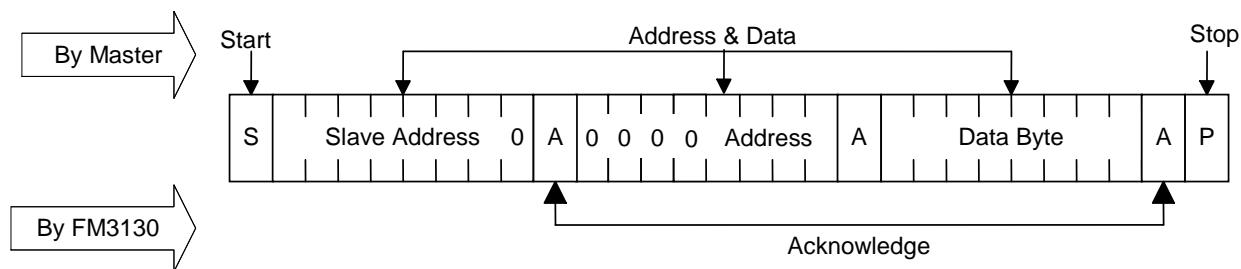 By Master
Start
Address & Data
Stop
S Slave Address 0 A 0 0 0 0 Address A Data Byte A P
By FM3130
Acknowledge